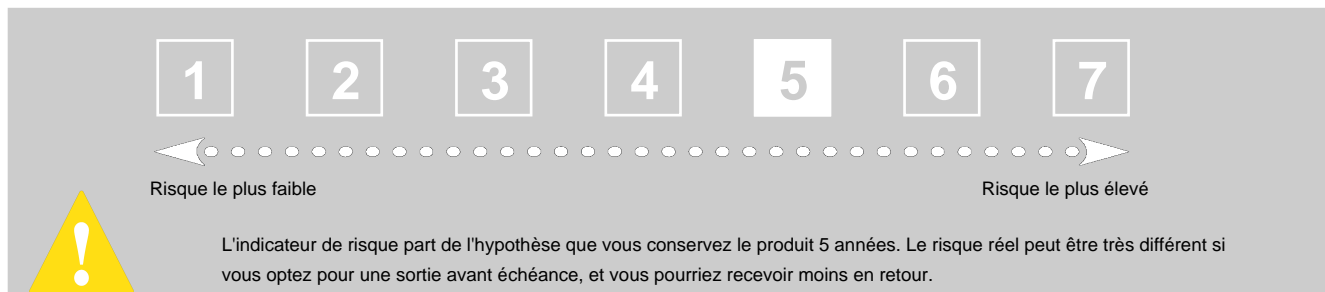 1 2 3 4 5 6 7
Risque le plus faible Risque le plus élevé
!
L'indicateur de risque part de l'hypothèse que vous conservez le produit 5 années. Le risque réel peut être très différent si
vous optez pour une sortie avant échéance, et vous pourriez recevoir moins en retour.